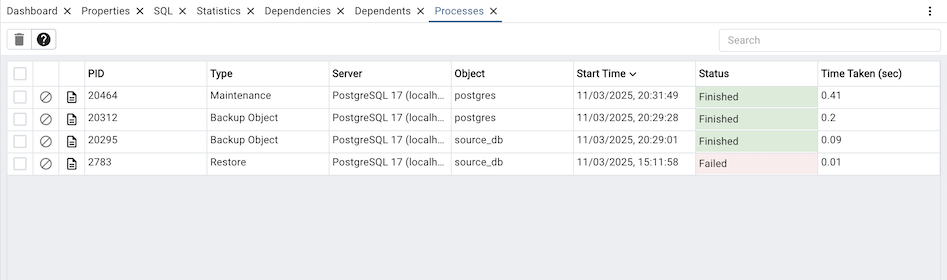 Dashboard Properties SQL Statistics Dependencies Dependents Processes
Search
PID Type Server Object Start Time Status Time Taken (sec)
20464 Maintenance PostgreSQL 17 (localh... postgres 11/03/2025, 20:31:49 Finished 0.41
20312 Backup Object PostgreSQL 17 (localh... postgres 11/03/2025, 20:29:28 Finished 0.2
20295 Backup Object PostgreSQL 17 (localh... source_db 11/03/2025, 20:29:01 Finished 0.09
2783 Restore PostgreSQL 17 (localh... source_db 11/03/2025, 15:11:58 Failed 0.01